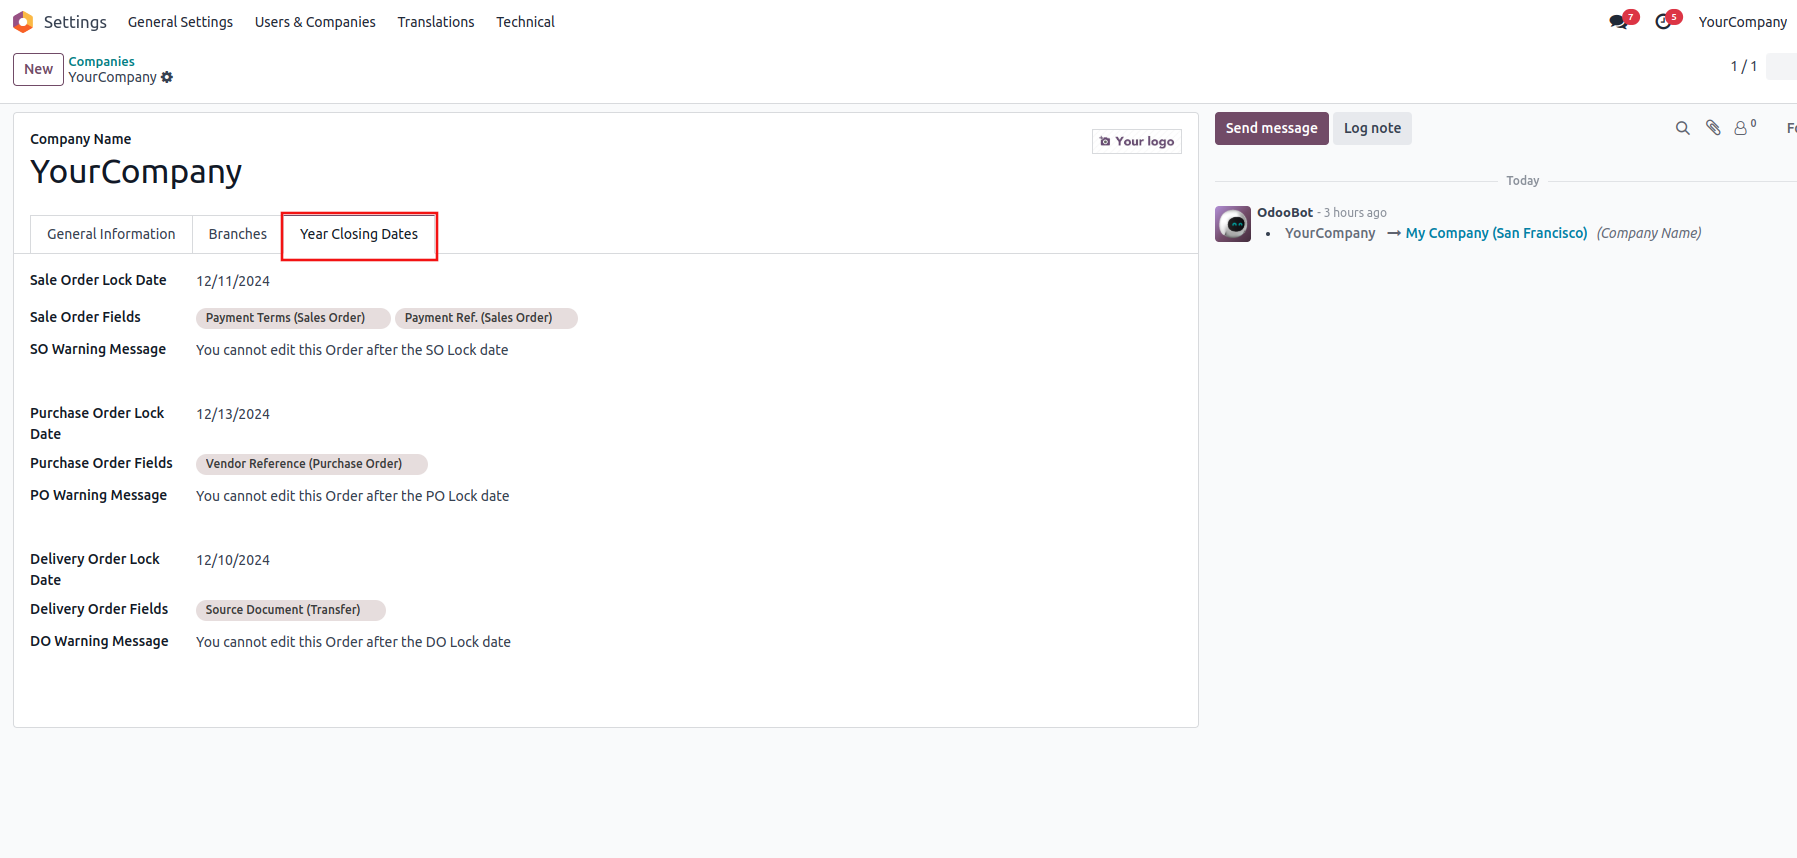 Settings General Settings Users & Companies Translations Technical 7 5 YourCompany
New Companies
YourCompany 1 / 1
Company Name
YourCompany
Your logo
General Information Branches Year Closing Dates
Sale Order Lock Date 12/11/2024
Sale Order Fields Payment Terms (Sales Order) Payment Ref. (Sales Order)
SO Warning Message You cannot edit this Order after the SO Lock date
Purchase Order Lock Date 12/13/2024
Purchase Order Fields Vendor Reference (Purchase Order)
PO Warning Message You cannot edit this Order after the PO Lock date
Delivery Order Lock Date 12/10/2024
Delivery Order Fields Source Document (Transfer)
DO Warning Message You cannot edit this Order after the DO Lock date
Send message Log note 0
Today
OdooBot - 3 hours ago
• YourCompany → My Company (San Francisco) (Company Name)